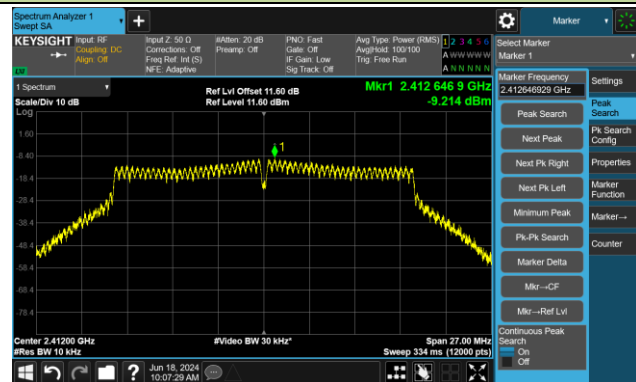 Spectrum Analyzer 1
Swept SA
Marker
KEYSIGHT
Input: RF
Coupling: DC
Align: Off
Input Z: 50 Ω
Corrections: Off
Freq Ref: Int (S)
NFE: Adaptive
#Atten: 20 dB
Preamp: Off
PNO: Fast
Gate: Off
IF Gain: Low
Sig Track: Off
Avg Type: Power (RMS)
Avg|Hold: 100/100
Trig: Free Run
1 2 3 4 5 6
A W W W W W
A N N N N N
LW
Select Marker
Marker 1
1 Spectrum
Scale/Div 10 dB
Log
Ref Lvl Offset 11.60 dB
Ref Level 11.60 dBm
Mkr1 2.412 646 9 GHz
-9.214 dBm
1.60
-8.40
-18.4
-28.4
-38.4
-48.4
-58.4
-68.4
-78.4
1
Center 2.41200 GHz
#Res BW 10 kHz
#Video BW 30 kHz*
Span 27.00 MHz
Sweep 334 ms (12000 pts)
Marker Frequency
2.412646929 GHz
Peak Search
Next Peak
Next Pk Right
Next Pk Left
Minimum Peak
Pk-Pk Search
Marker Delta
Mkr→CF
Mkr→Ref Lvl
Continuous Peak
Search
On
Off
Settings
Peak
Search
Pk Search
Config
Properties
Marker
Function
Marker→
Counter
?
Jun 18, 2024
10:07:29 AM